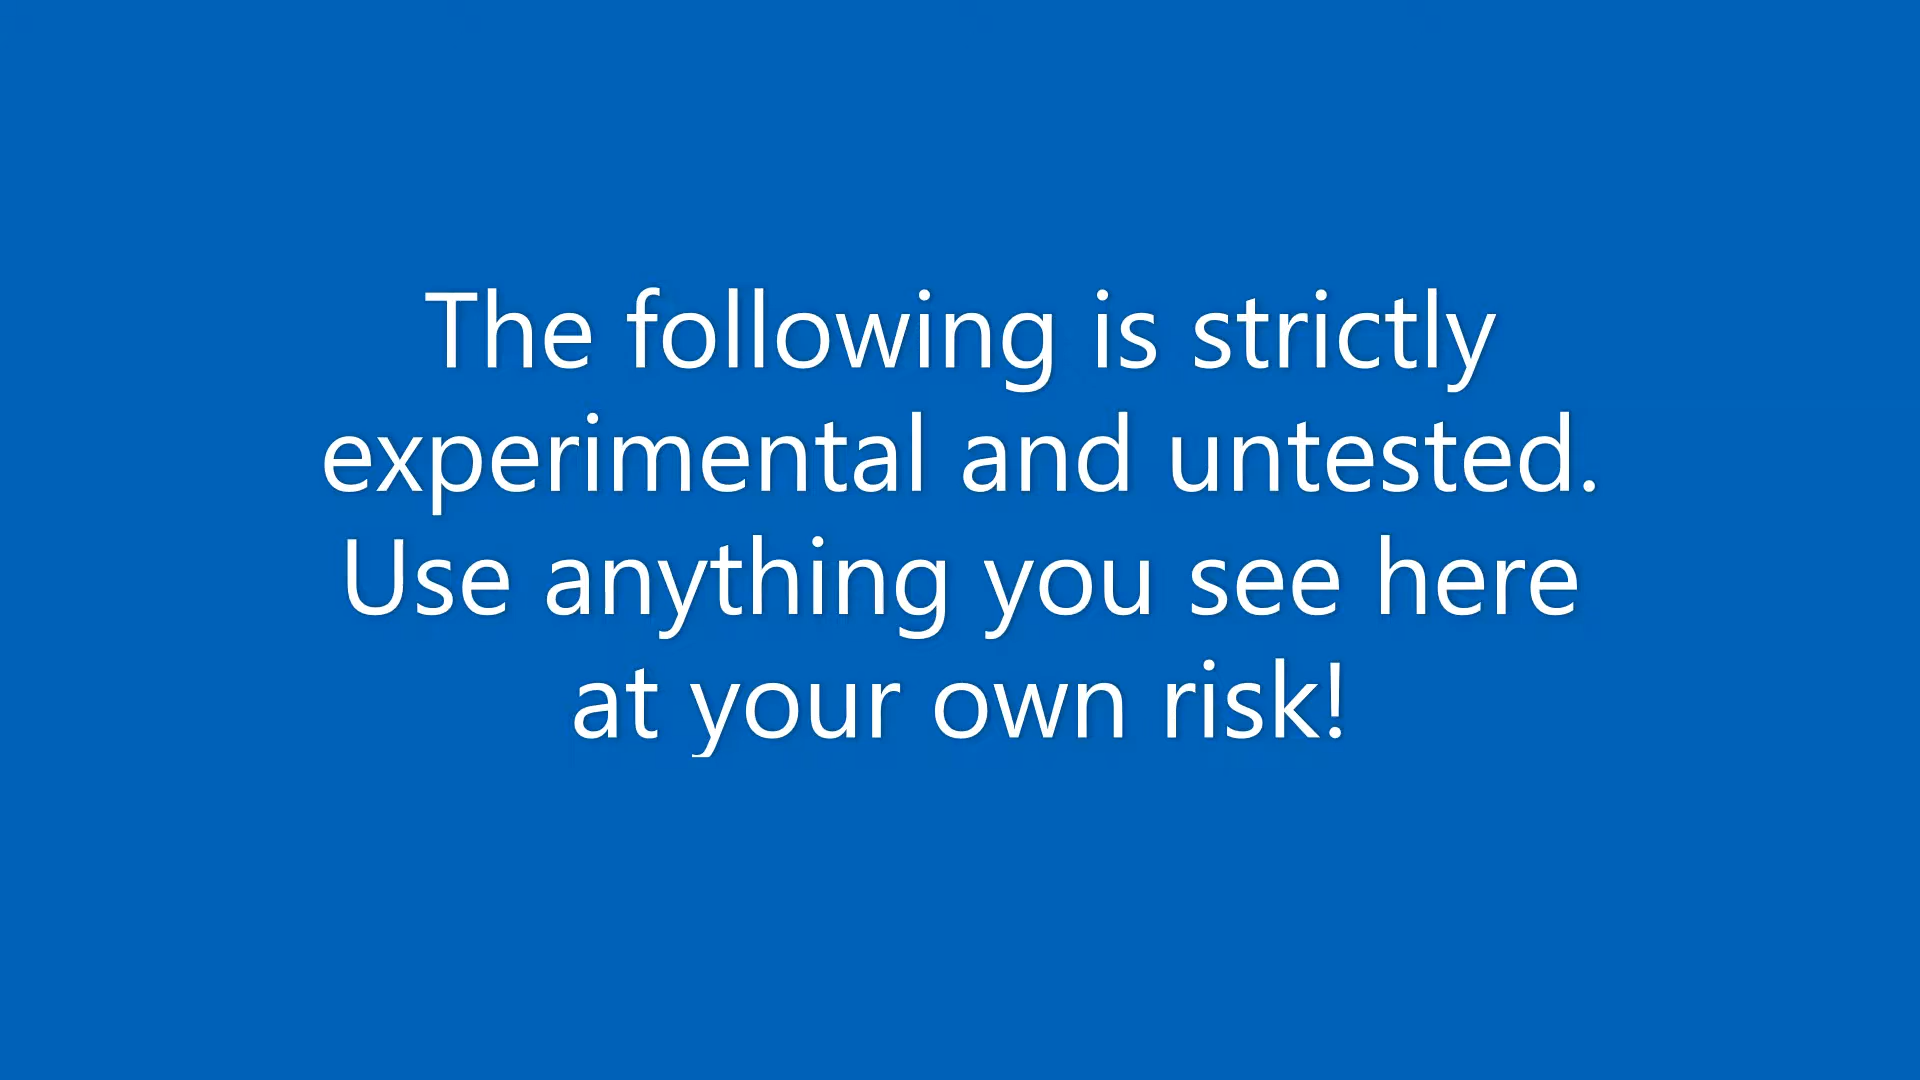 The following is strictly
experimental and untested.
Use anything you see here
at your own risk!